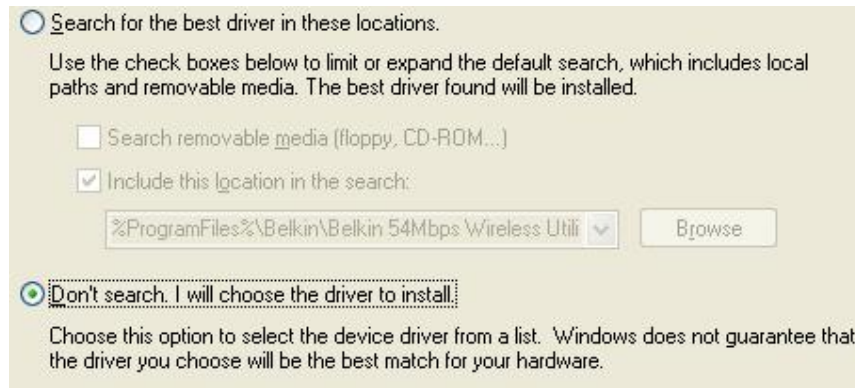 Search for the best driver in these locations.
Use the check boxes below to limit or expand the default search, which includes local
paths and removable media. The best driver found will be installed.
Search removable media (floppy, CD-ROM...)
Include this location in the search:
%ProgramFiles%\Belkin\Belkin 54Mbps Wireless Utili
Browse
Don't search. I will choose the driver to install.
Choose this option to select the device driver from a list. Windows does not guarantee that
the driver you choose will be the best match for your hardware.